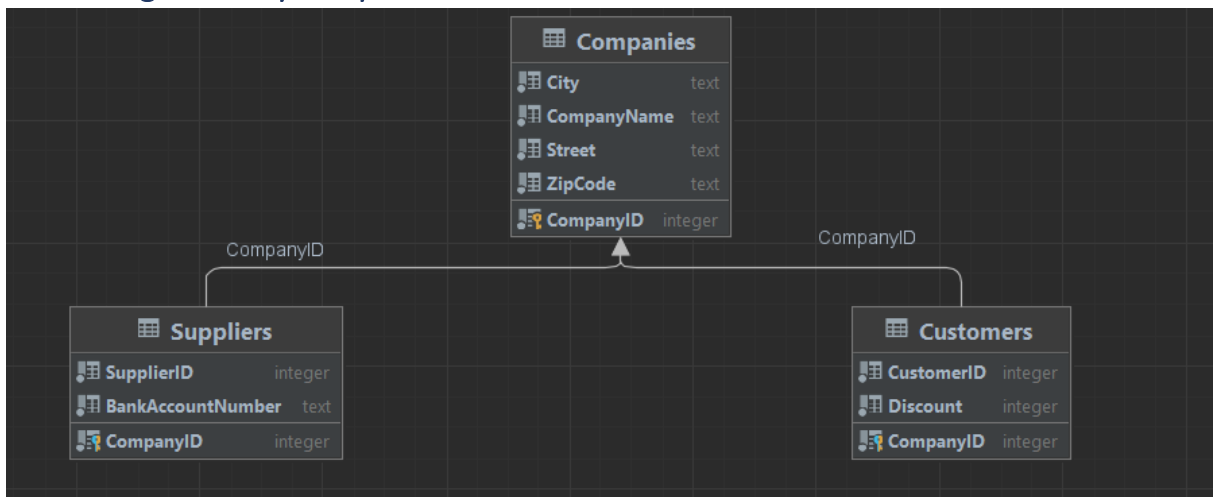 Companies
City text
CompanyName text
Street text
ZipCode text
CompanyID integer
CompanyID
CompanyID
Suppliers
SupplierID integer
BankAccountNumber text
CompanyID integer
Customers
CustomerID integer
Discount integer
CompanyID integer